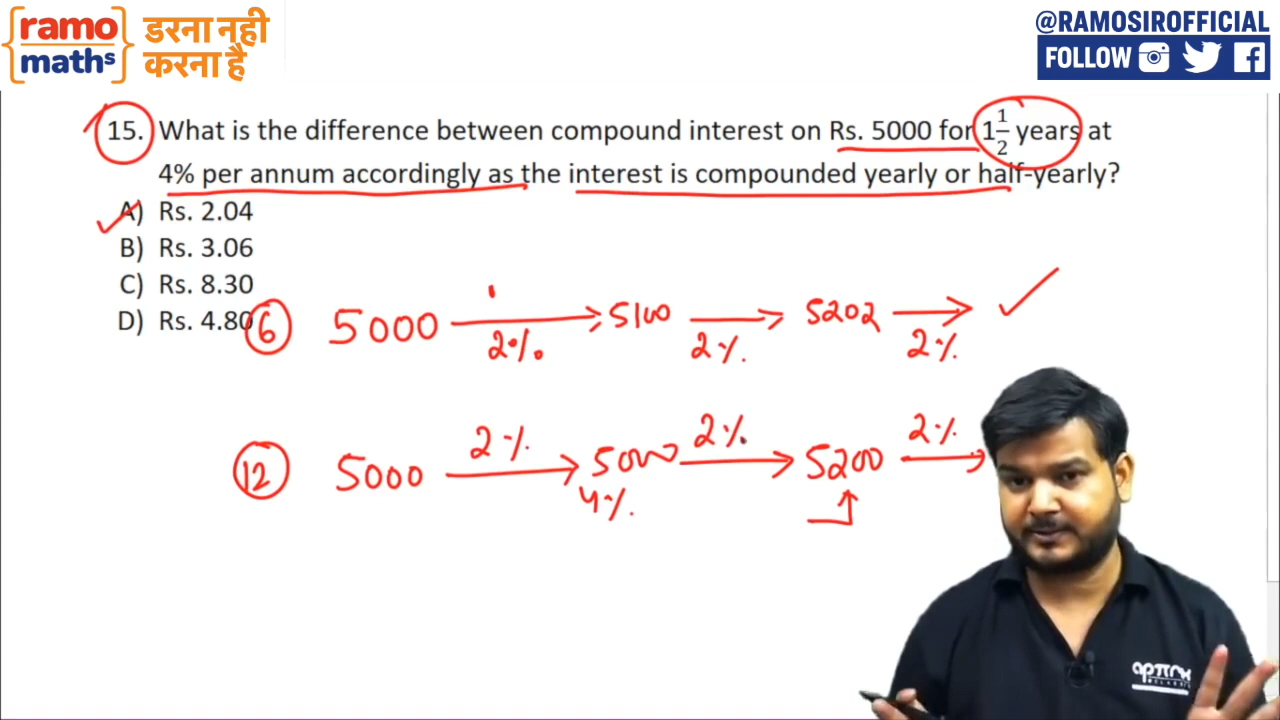 ramo
maths
डरना नही
करना है
@RAMOSIROFFICIAL
FOLLOW
15. What is the difference between compound interest on Rs. 5000 for 1 1/2 years at
4% per annum accordingly as the interest is compounded yearly or half-yearly?
A) Rs. 2.04
B) Rs. 3.06
C) Rs. 8.30
D) Rs. 4.80
6 5000 2% 5100 2% 5202 2%
12 5000 2% 5000 2% 5200 2%
4%